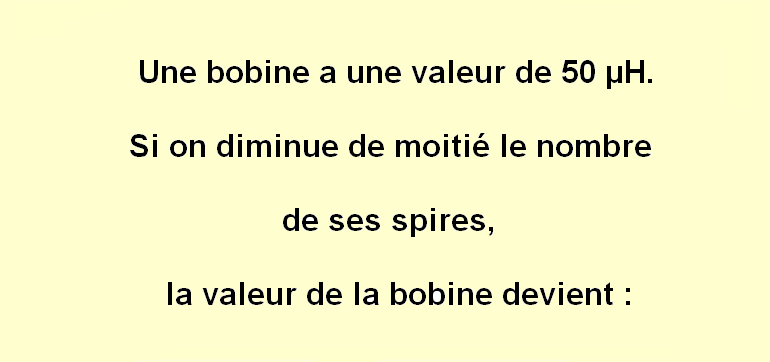 Une bobine a une valeur de 50 µH.
Si on diminue de moitié le nombre
de ses spires,
la valeur de la bobine devient :